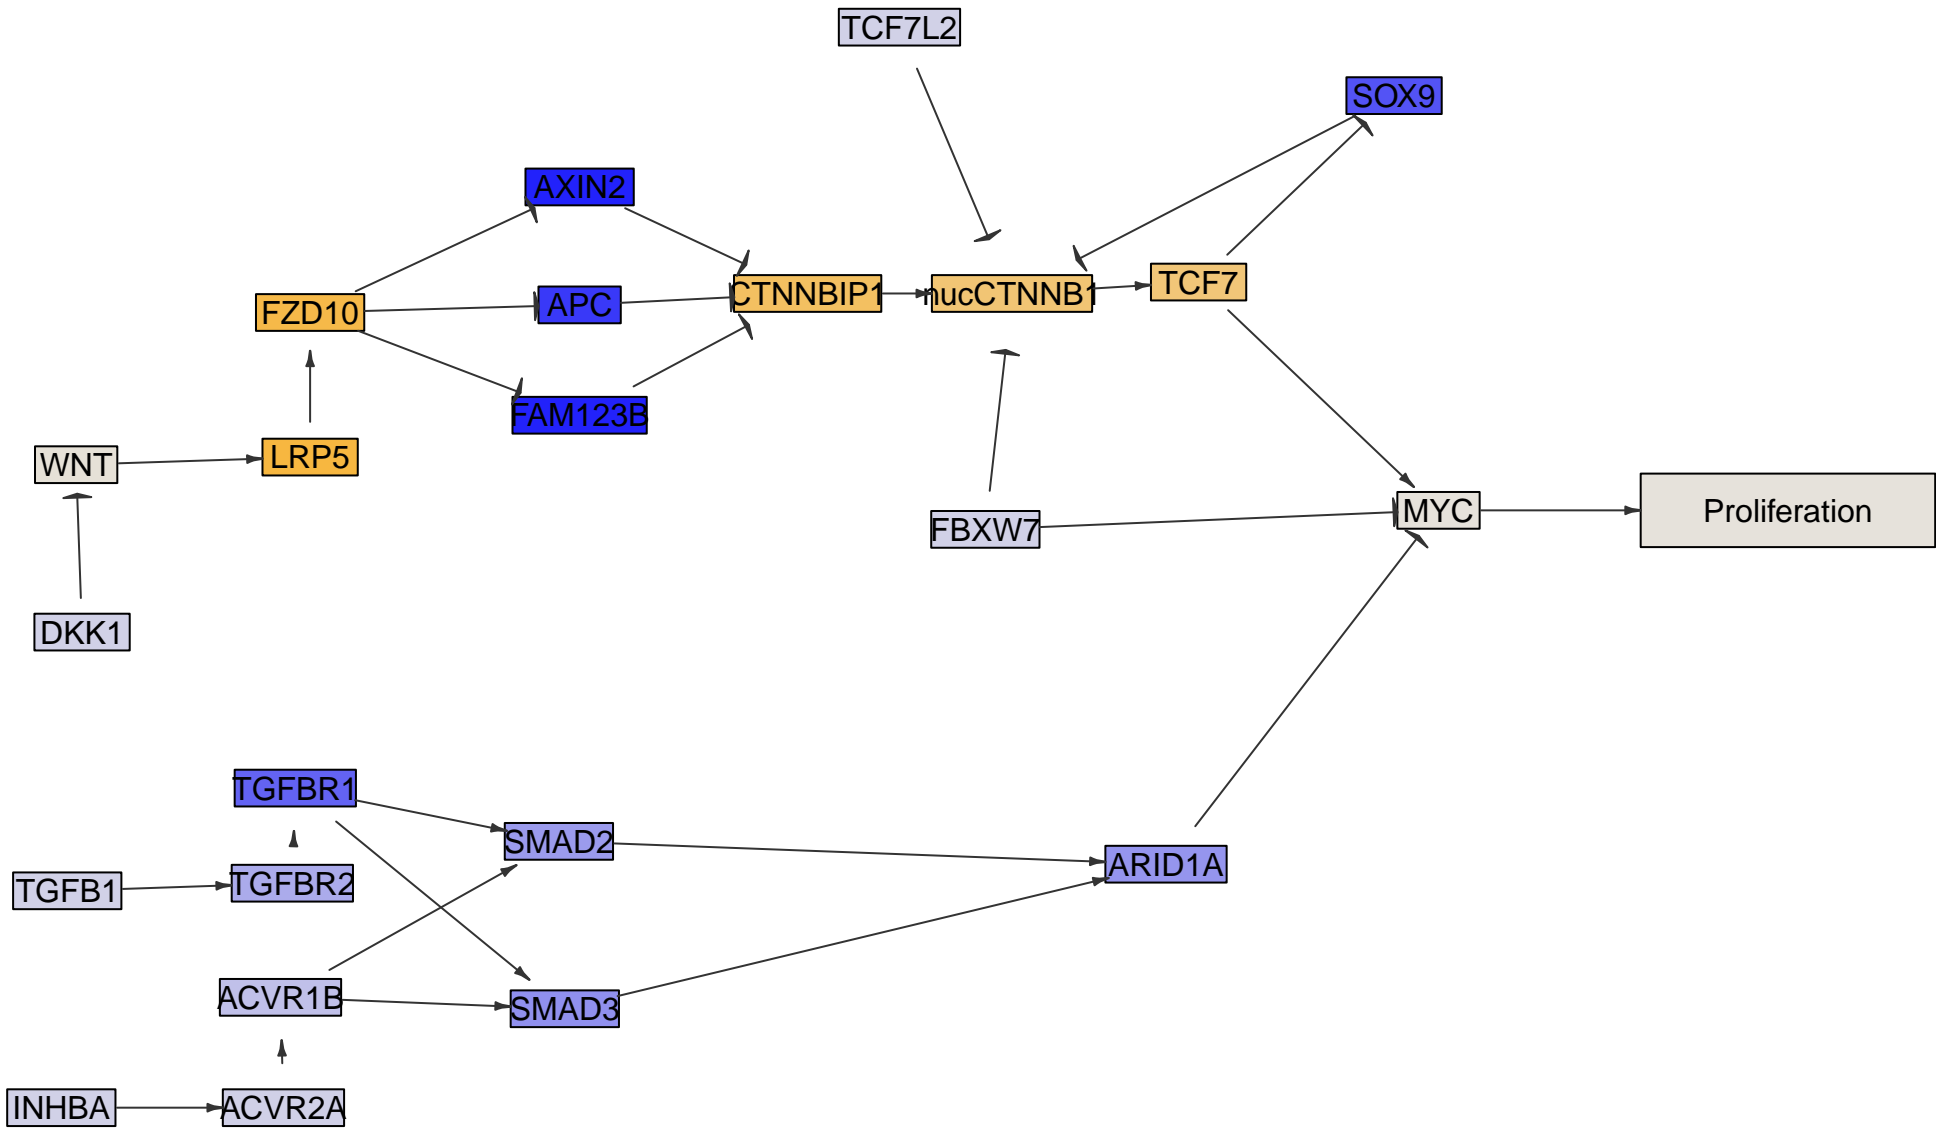 TCF7L2
SOX9
AXIN2
FZD10
APC
CTNNBIP1
nucCTNNB1
TCF7
FAM123B
WNT
LRP5
FBXW7
MYC
Proliferation
DKK1
TGFBR1
SMAD2
ARID1A
TGFB1
TGFBR2
ACVR1B
SMAD3
INHBA
ACVR2A